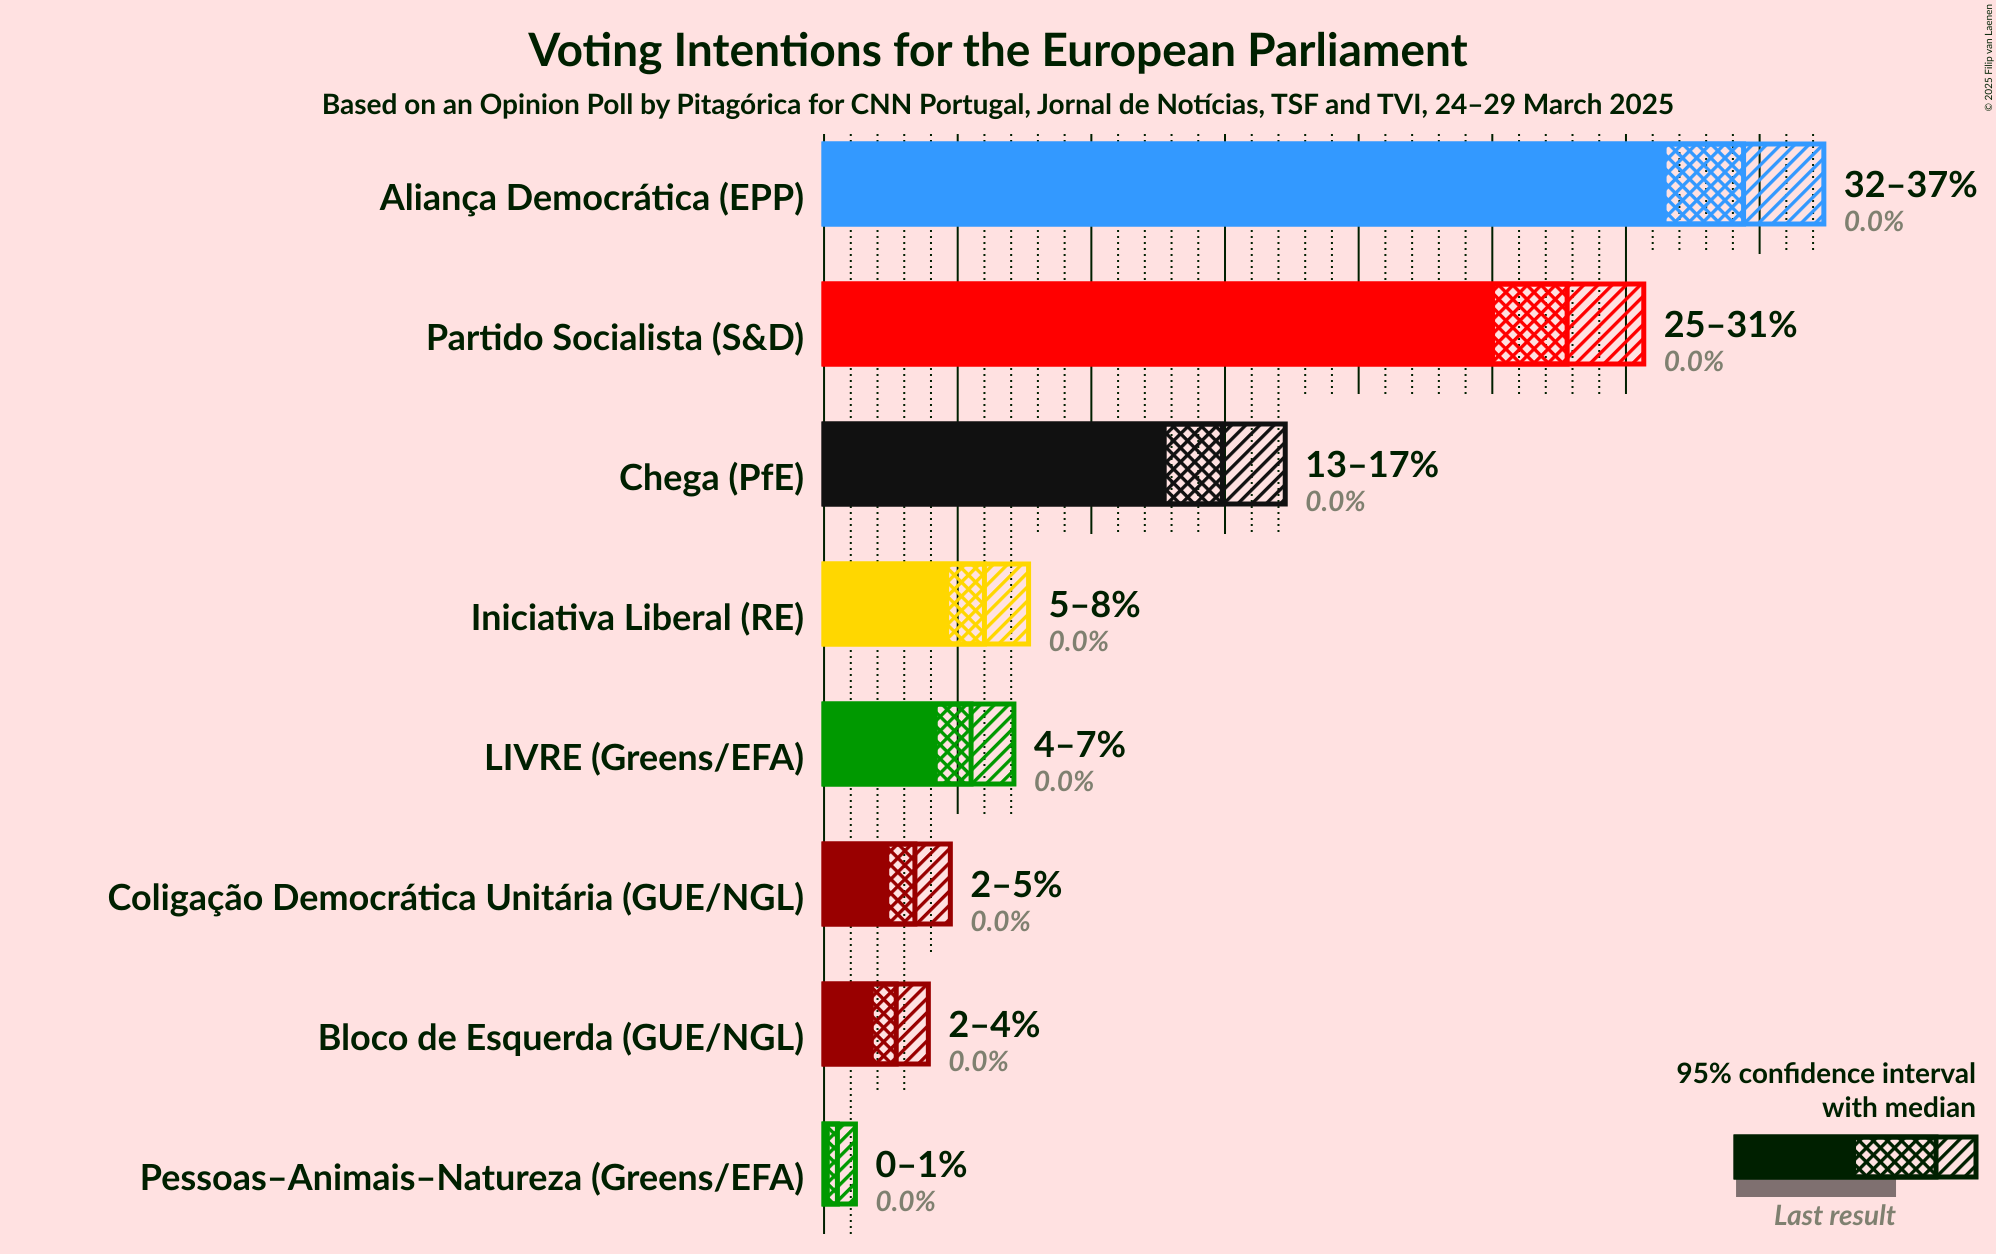 Voting Intentions for the European Parliament
Based on an Opinion Poll by Pitagórica for CNN Portugal, Jornal de Notícias, TSF and TVI, 24–29 March 2025
© 2025 Filip van Laenen
Aliança Democrática (EPP)
32–37%
0.0%
Partido Socialista (S&D)
25–31%
0.0%
Chega (PfE)
13–17%
0.0%
Iniciativa Liberal (RE)
5–8%
0.0%
LIVRE (Greens/EFA)
4–7%
0.0%
Coligação Democrática Unitária (GUE/NGL)
2–5%
0.0%
Bloco de Esquerda (GUE/NGL)
2–4%
0.0%
Pessoas–Animais–Natureza (Greens/EFA)
0–1%
0.0%
95% confidence interval
with median
Last result